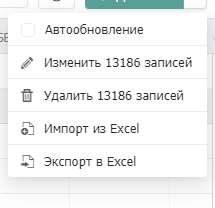 Автообновление
Изменить 13186 записей
Удалить 13186 записей
Импорт из Excel
Экспорт в Excel